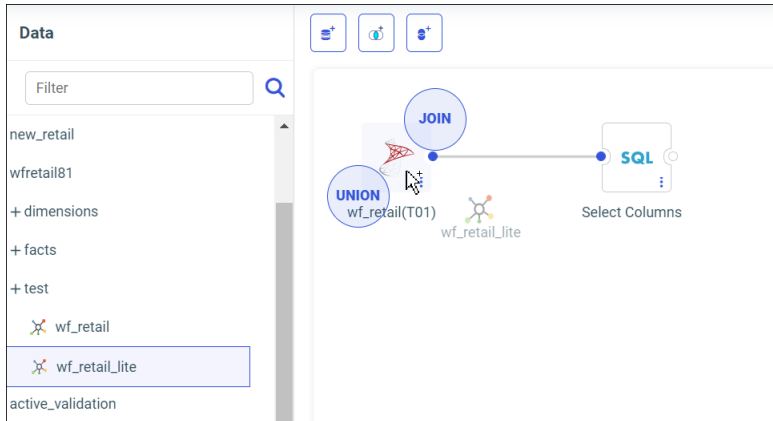 Data
Filter
new_retail
wfretail81
+ dimensions
+ facts
+ test
wf_retail
wf_retail_lite
active_validation
JOIN
UNION
wf_retail(T01)
wf_retail_lite
SQL
Select Columns